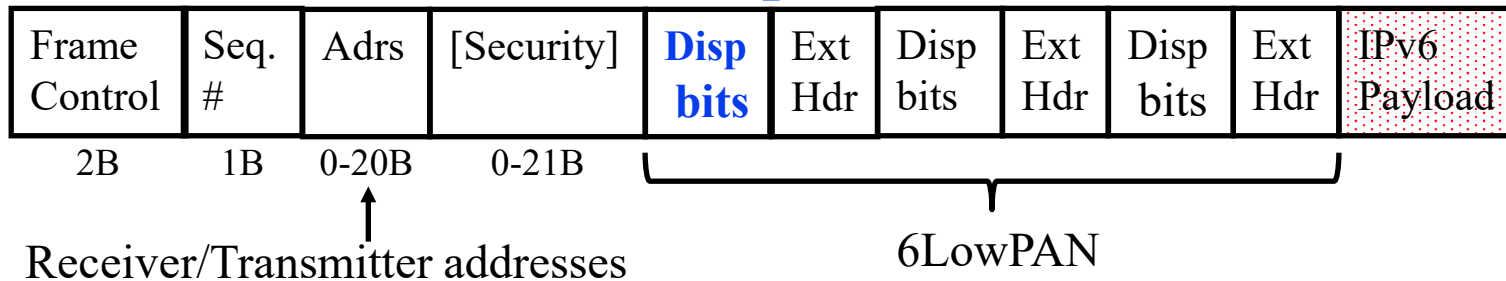 Frame Control
Seq. #
Adrs
[Security]
Disp bits
Ext Hdr
Disp bits
Ext Hdr
Disp bits
Ext Hdr
IPv6 Payload
2B
1B
0-20B
0-21B
Receiver/Transmitter addresses
6LowPAN